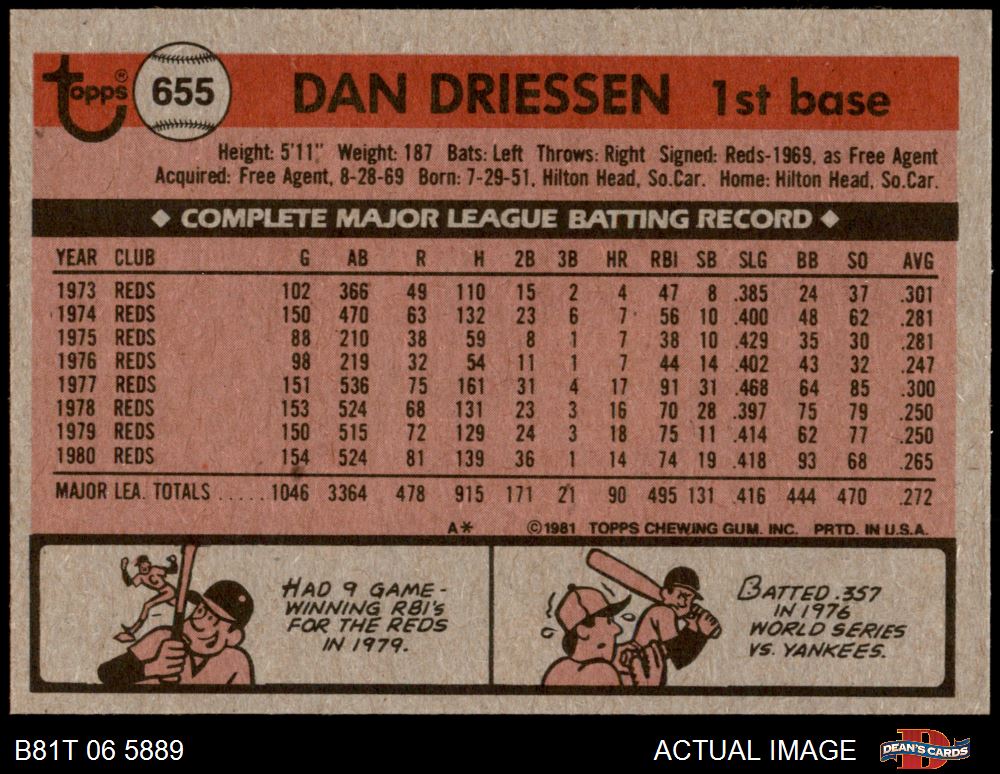 topps® 655 DAN DRIESSEN 1st base
Height: 5'11" Weight: 187 Bats: Left Throws: Right Signed: Reds-1969, as Free Agent
Acquired: Free Agent, 8-28-69 Born: 7-29-51, Hilton Head, So.Car. Home: Hilton Head, So.Car.
◆ COMPLETE MAJOR LEAGUE BATTING RECORD ◆
YEAR CLUB G AB R H 2B 3B HR RBI SB SLG BB SO AVG
1973 REDS 102 366 49 110 15 2 4 47 8 .385 24 37 .301
1974 REDS 150 470 63 132 23 6 7 56 10 .400 48 62 .281
1975 REDS 88 210 38 59 8 1 7 38 10 .429 35 30 .281
1976 REDS 98 219 32 54 11 1 7 44 14 .402 43 32 .247
1977 REDS 151 536 75 161 31 4 17 91 31 .468 64 85 .300
1978 REDS 153 524 68 131 23 3 16 70 28 .397 75 79 .250
1979 REDS 150 515 72 129 24 3 18 75 11 .414 62 77 .250
1980 REDS 154 524 81 139 36 1 14 74 19 .418 93 68 .265
MAJOR LEA. TOTALS ..... 1046 3364 478 915 171 21 90 495 131 .416 444 470 .272
A* ©1981 TOPPS CHEWING GUM. INC. PRTD. IN U.S.A.
HAD 9 GAME-
WINNING RBI'S
FOR THE REDS
IN 1979.
BATTED .357
IN 1976
WORLD SERIES
VS. YANKEES.
B81T 06 5889 ACTUAL IMAGE DEAN'S CARDS